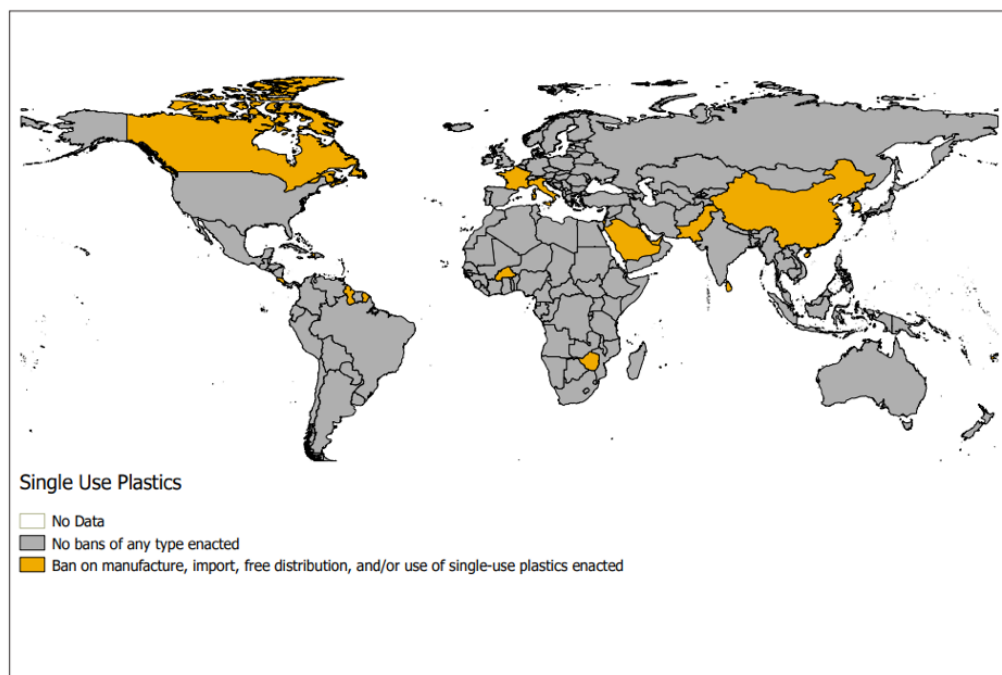 Single Use Plastics
No Data
No bans of any type enacted
Ban on manufacture, import, free distribution, and/or use of single-use plastics enacted